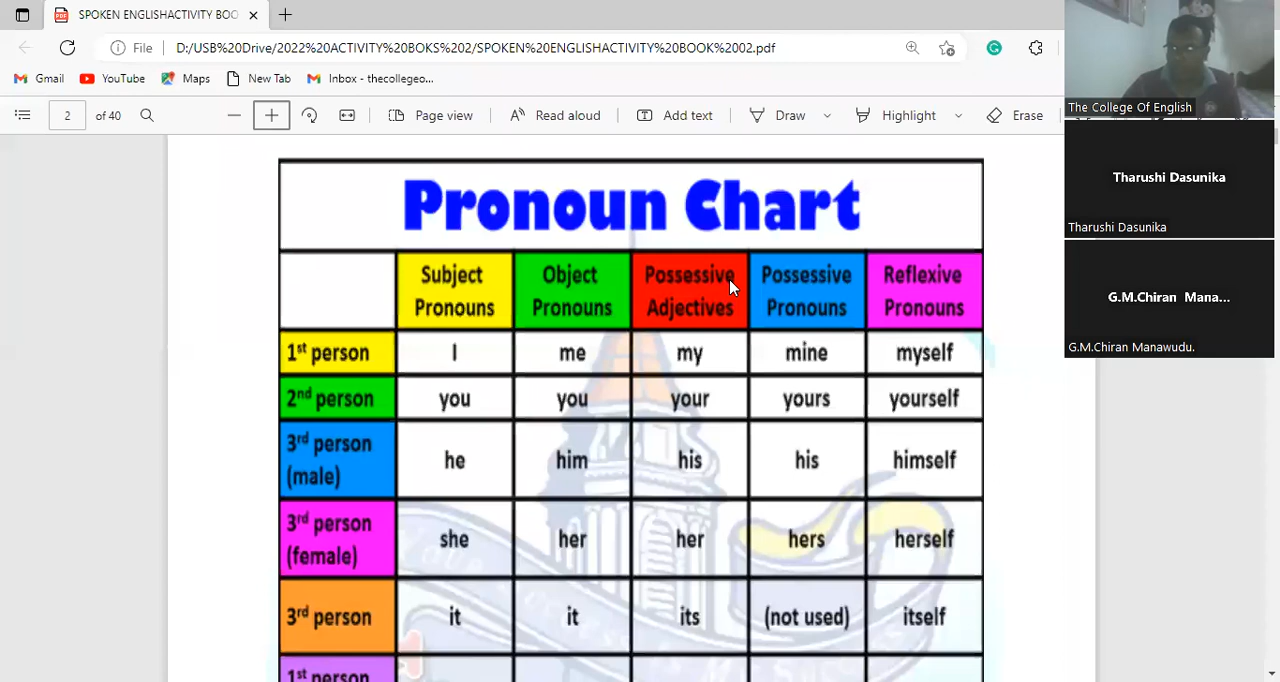 SPOKEN ENGLISHACTIVITY BOO
File
D:/USB%20Drive/2022%20ACTIVITY%20BOKS%202/SPOKEN%20ENGLISHACTIVITY%20BOOK%2002.pdf
Gmail
YouTube
Maps
New Tab
Inbox - thecollegeo...
2
of 40
Page view
Read aloud
Add text
Draw
Highlight
Erase
The College Of English
Tharushi Dasunika
Tharushi Dasunika
G.M.Chiran Mana...
G.M.Chiran Manawudu.
Pronoun Chart
Subject Pronouns
Object Pronouns
Possessive Adjectives
Possessive Pronouns
Reflexive Pronouns
1st person I me my mine myself
2nd person you you your yours yourself
3rd person (male) he him his his himself
3rd person (female) she her her hers herself
3rd person it it its (not used) itself
1st person